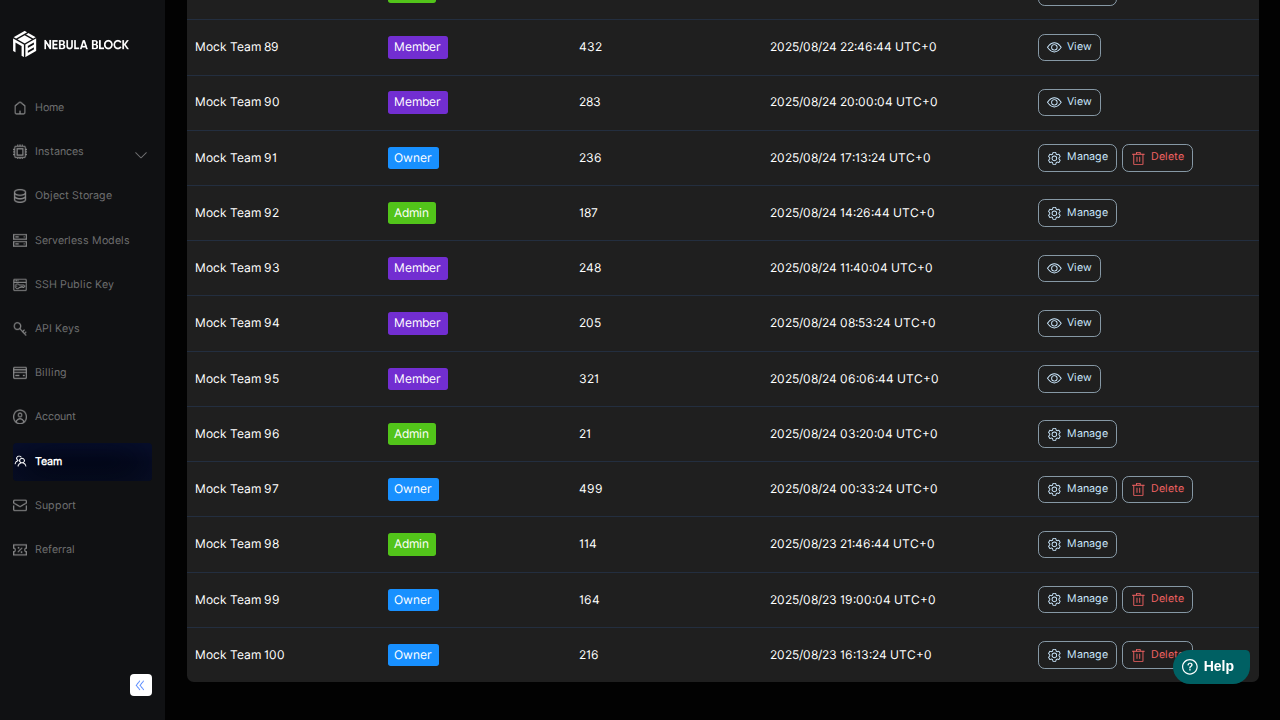 NEBULA BLOCK
Home
Instances
Object Storage
Serverless Models
SSH Public Key
API Keys
Billing
Account
Team
Support
Referral
Mock Team 89 Member 432 2025/08/24 22:46:44 UTC+0 View
Mock Team 90 Member 283 2025/08/24 20:00:04 UTC+0 View
Mock Team 91 Owner 236 2025/08/24 17:13:24 UTC+0 Manage Delete
Mock Team 92 Admin 187 2025/08/24 14:26:44 UTC+0 Manage
Mock Team 93 Member 248 2025/08/24 11:40:04 UTC+0 View
Mock Team 94 Member 205 2025/08/24 08:53:24 UTC+0 View
Mock Team 95 Member 321 2025/08/24 06:06:44 UTC+0 View
Mock Team 96 Admin 21 2025/08/24 03:20:04 UTC+0 Manage
Mock Team 97 Owner 499 2025/08/24 00:33:24 UTC+0 Manage Delete
Mock Team 98 Admin 114 2025/08/23 21:46:44 UTC+0 Manage
Mock Team 99 Owner 164 2025/08/23 19:00:04 UTC+0 Manage Delete
Mock Team 100 Owner 216 2025/08/23 16:13:24 UTC+0 Manage Delete
Help